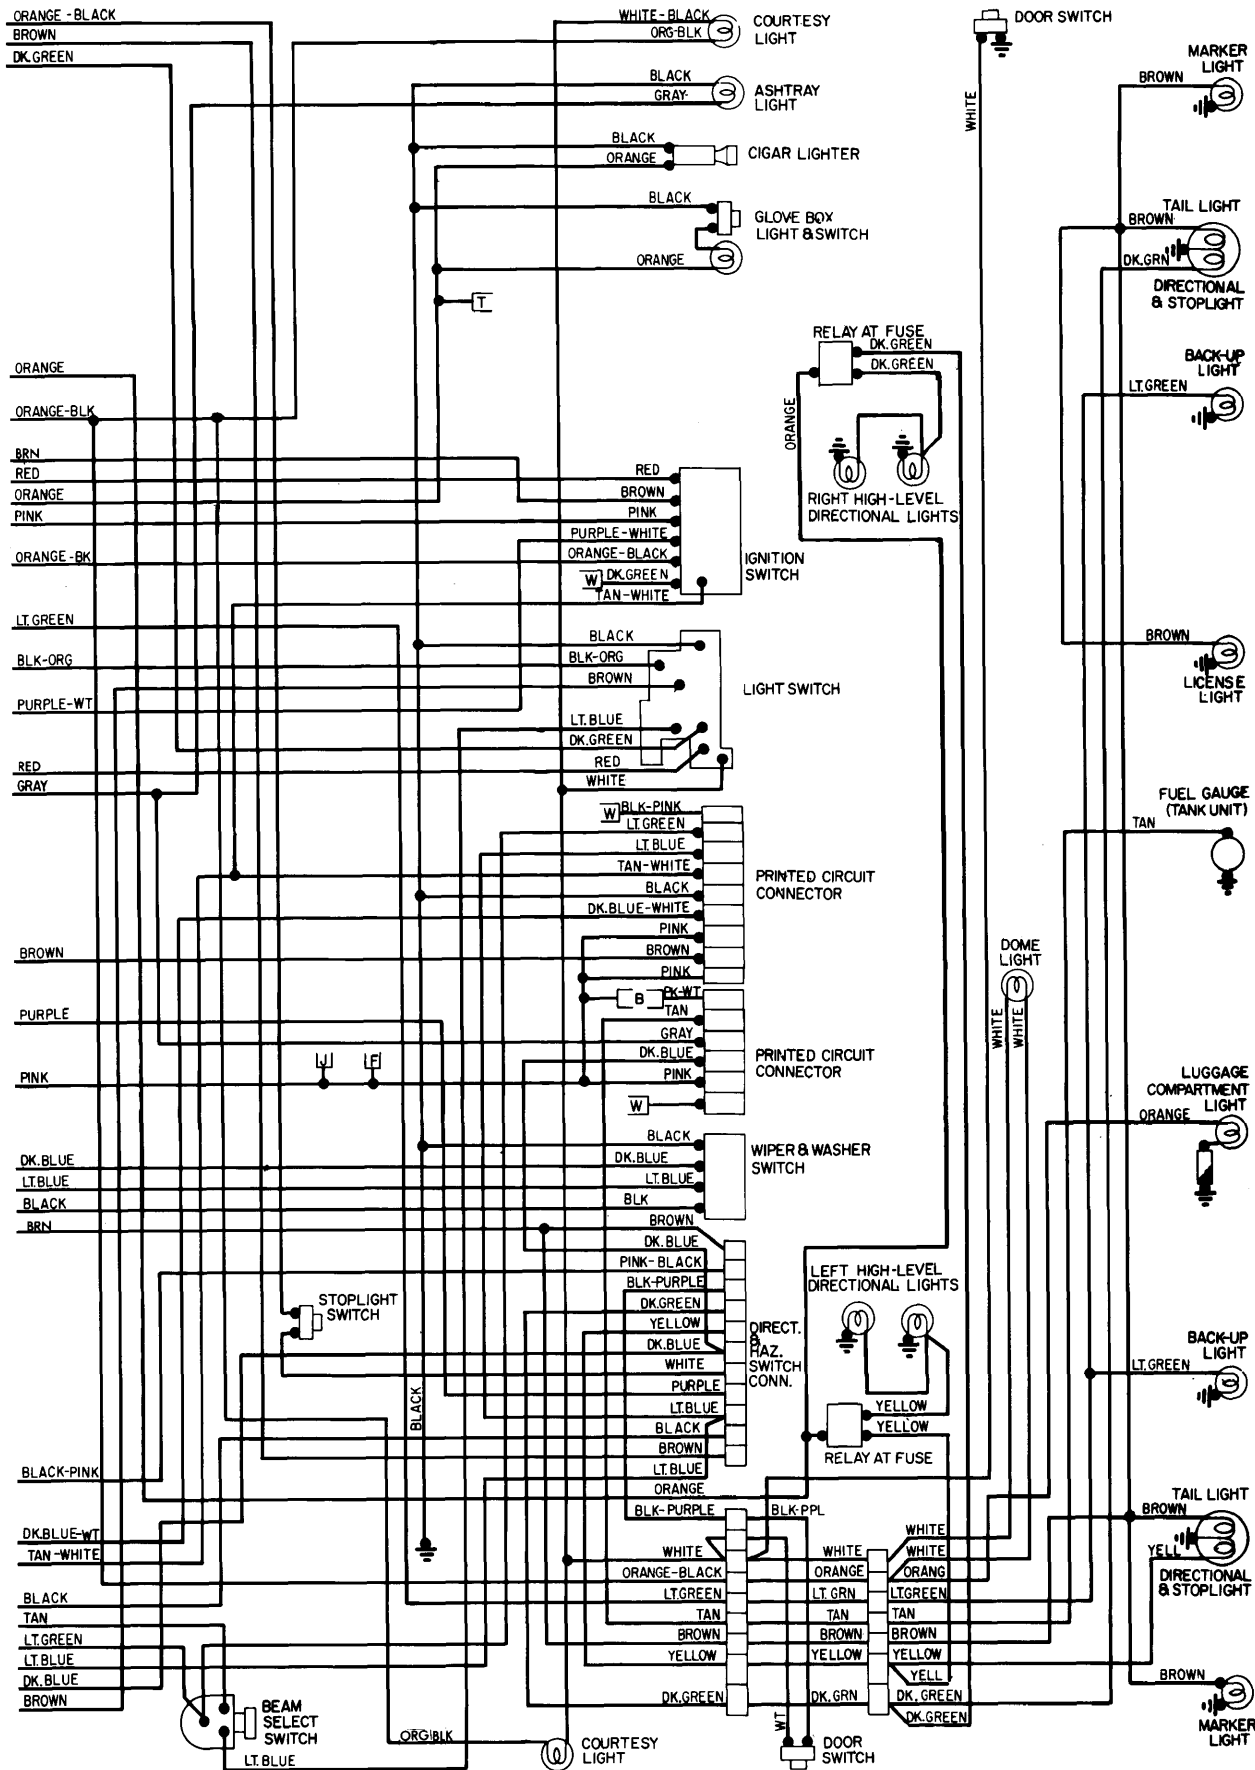 ORANGE-BLACK
BROWN
DK.GREEN
WHITE-BLACK
ORG-BLK
COURTESY
LIGHT
BLACK
GRAY
ASHTRAY
LIGHT
BLACK
ORANGE
CIGAR LIGHTER
BLACK
GLOVE BOX
LIGHT & SWITCH
ORANGE
T
DOOR SWITCH
WHITE
MARKER
LIGHT
BROWN
TAIL LIGHT
BROWN
DK.GRN
DIRECTIONAL
& STOPLIGHT
BACK-UP
LIGHT
LT.GREEN
RELAY AT FUSE
DK.GREEN
DK.GREEN
ORANGE
RIGHT HIGH-LEVEL
DIRECTIONAL LIGHTS
ORANGE
ORANGE-BLK
BRN
RED
ORANGE
PINK
ORANGE-BK
LT.GREEN
BLK-ORG
PURPLE-WT
RED
GRAY
RED
BROWN
PINK
PURPLE-WHITE
ORANGE-BLACK
W
DK.GREEN
TAN-WHITE
IGNITION
SWITCH
BLACK
BLK-ORG
BROWN
LT.BLUE
DK.GREEN
RED
WHITE
LIGHT SWITCH
BROWN
LICENSE
LIGHT
FUEL GAUGE
(TANK UNIT)
TAN
W
BLK-PINK
LT.GREEN
LT.BLUE
TAN-WHITE
BLACK
DK.BLUE-WHITE
PINK
BROWN
PINK
PRINTED CIRCUIT
CONNECTOR
BROWN
PURPLE
PINK
J
F
B
PK-WT
TAN
GRAY
DK.BLUE
PINK
W
PRINTED CIRCUIT
CONNECTOR
DOME
LIGHT
WHITE
WHITE
LUGGAGE
COMPARTMENT
LIGHT
ORANGE
DK.BLUE
LT.BLUE
BLACK
BRN
BLACK
DK.BLUE
LT.BLUE
BLK
WIPER & WASHER
SWITCH
BROWN
DK.BLUE
PINK-BLACK
BLK-PURPLE
DK.GREEN
YELLOW
DK.BLUE
WHITE
PURPLE
LT.BLUE
BLACK
BROWN
LT.BLUE
ORANGE
DIRECT.
&
HAZ.
SWITCH
CONN.
STOPLIGHT
SWITCH
BLACK
LEFT HIGH-LEVEL
DIRECTIONAL LIGHTS
YELLOW
YELLOW
RELAY AT FUSE
BACK-UP
LIGHT
LT.GREEN
BLACK-PINK
DK.BLUE-WT
TAN-WHITE
BLACK
TAN
LT.GREEN
LT.BLUE
DK.BLUE
BROWN
BEAM
SELECT
SWITCH
LT.BLUE
ORG-BLK
COURTESY
LIGHT
BLK-PURPLE
WHITE
ORANGE-BLACK
LT.GREEN
TAN
BROWN
YELLOW
DK.GREEN
BLK-PPL
WHITE
ORANGE
LT. GRN
TAN
BROWN
YELLOW
DK. GRN
WHITE
WHITE
ORANG
LT.GREEN
TAN
BROWN
YELLOW
YELL
DK. GREEN
DK.GREEN
WT
DOOR
SWITCH
TAIL LIGHT
BROWN
YELL
DIRECTIONAL
& STOPLIGHT
BROWN
MARKER
LIGHT